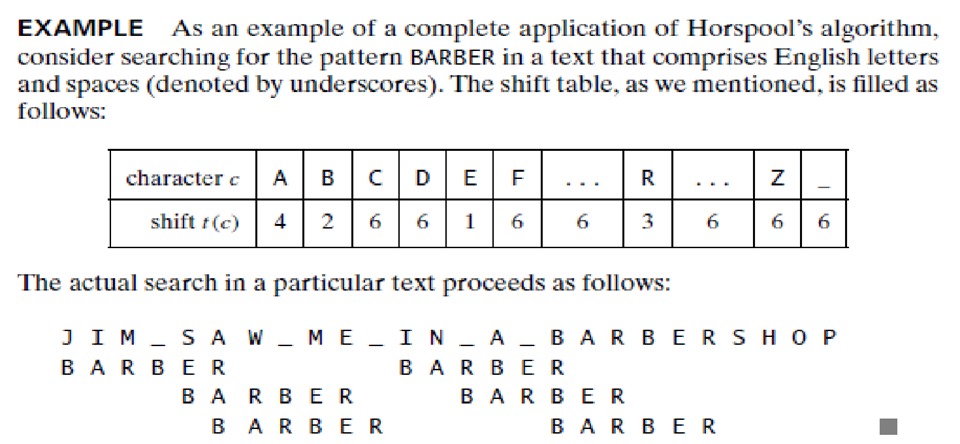 EXAMPLE As an example of a complete application of Horspool's algorithm,
consider searching for the pattern BARBER in a text that comprises English letters
and spaces (denoted by underscores). The shift table, as we mentioned, is filled as
follows:
character c A B C D E F . . . R . . . Z _
shift t(c) 4 2 6 6 1 6 6 3 6 6 6
The actual search in a particular text proceeds as follows:
J I M _ S A W _ M E _ I N _ A _ B A R B E R S H O P
B A R B E R B A R B E R
B A R B E R B A R B E R
B A R B E R B A R B E R